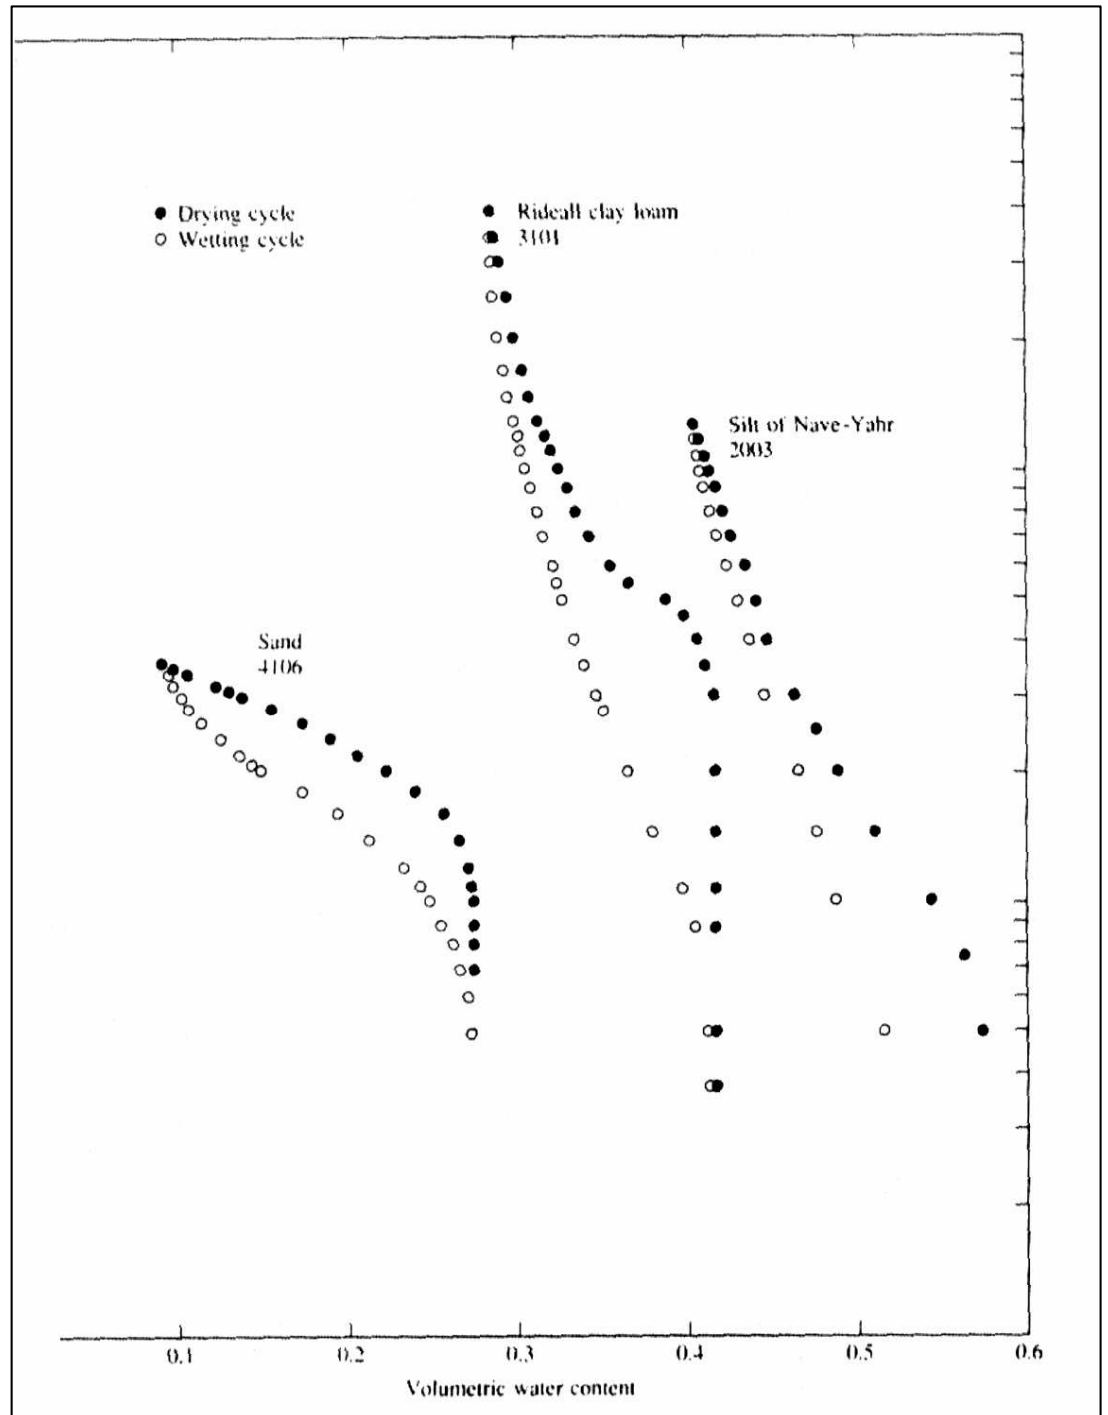 Drying cycle
Wetting cycle
Rideall clay loam
3101
Silt of Nave-Yahr
2003
Sand
4106
0.1 0.2 0.3 0.4 0.5 0.6
Volumetric water content